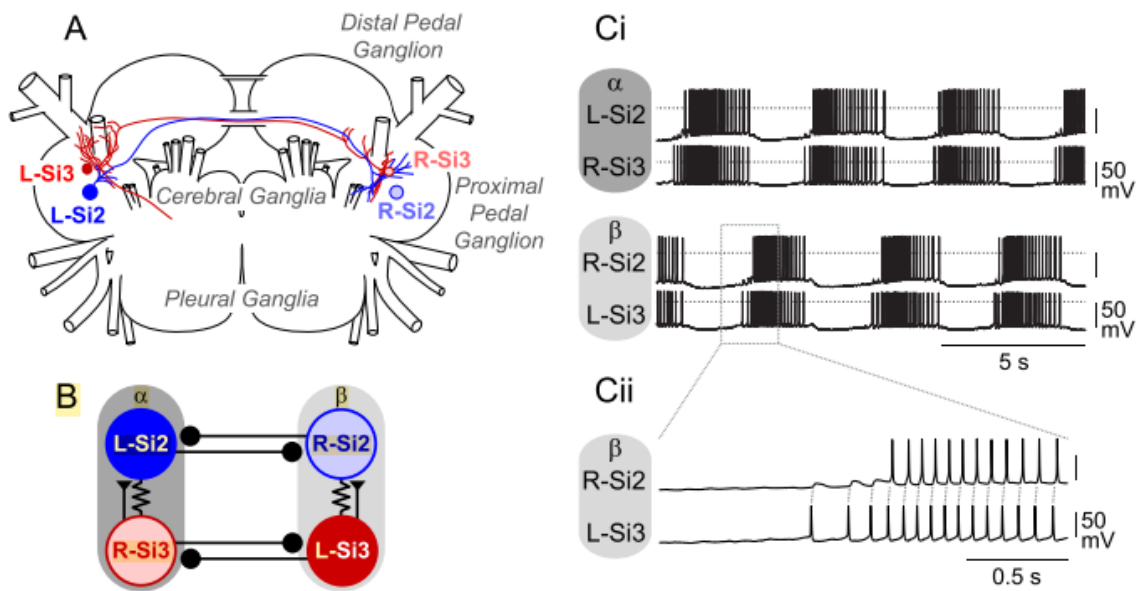 A
Distal Pedal
Ganglion
L-Si3
L-Si2
Cerebral Ganglia
R-Si3
R-Si2
Proximal
Pedal
Ganglion
Pleural Ganglia
B
α
β
L-Si2
R-Si2
R-Si3
L-Si3
Ci
α
L-Si2
R-Si3
50
mV
β
R-Si2
L-Si3
50
mV
5 s
Cii
β
R-Si2
L-Si3
50
mV
0.5 s